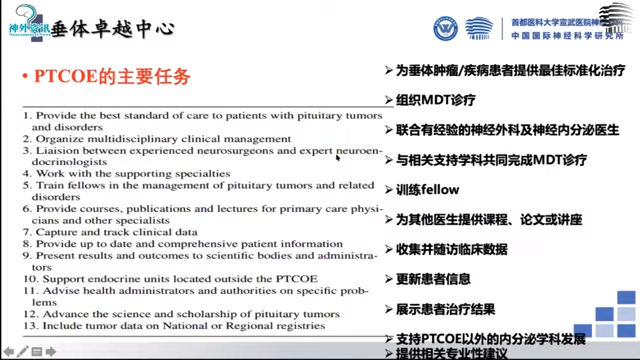 神外资讯
垂体卓越中心
首都医科大学宣武医院神经外科
中国国际神经科学研究所
• PTCOE的主要任务
1. Provide the best standard of care to patients with pituitary tumors
and disorders
2. Organize multidisciplinary clinical management
3. Liaision between experienced neurosurgeons and expert neuroen-
docrinologists
4. Work with the supporting specialties
5. Train fellows in the management of pituitary tumors and related
disorders
6. Provide courses, publications and lectures for primary care physi-
cians and other specialists
7. Capture and track clinical data
8. Provide up to date and comprehensive patient information
9. Present results and outcomes to scientific bodies and administra-
tors
10. Support endocrine units located outside the PTCOE
11. Advise health administrators and authorities on specific prob-
lems
12. Advance the science and scholarship of pituitary tumors
13. Include tumor data on National or Regional registries
➢为垂体肿瘤/疾病患者提供最佳标准化治疗
➢组织MDT诊疗
➢联合有经验的神经外科及神经内分泌医生
➢与相关支持学科共同完成MDT诊疗
➢训练fellow
➢为其他医生提供课程、论文或讲座
➢收集并随访临床数据
➢更新患者信息
➢展示患者治疗结果
➢支持PTCOE以外的内分泌学科发展
➢提供相关专业性建议